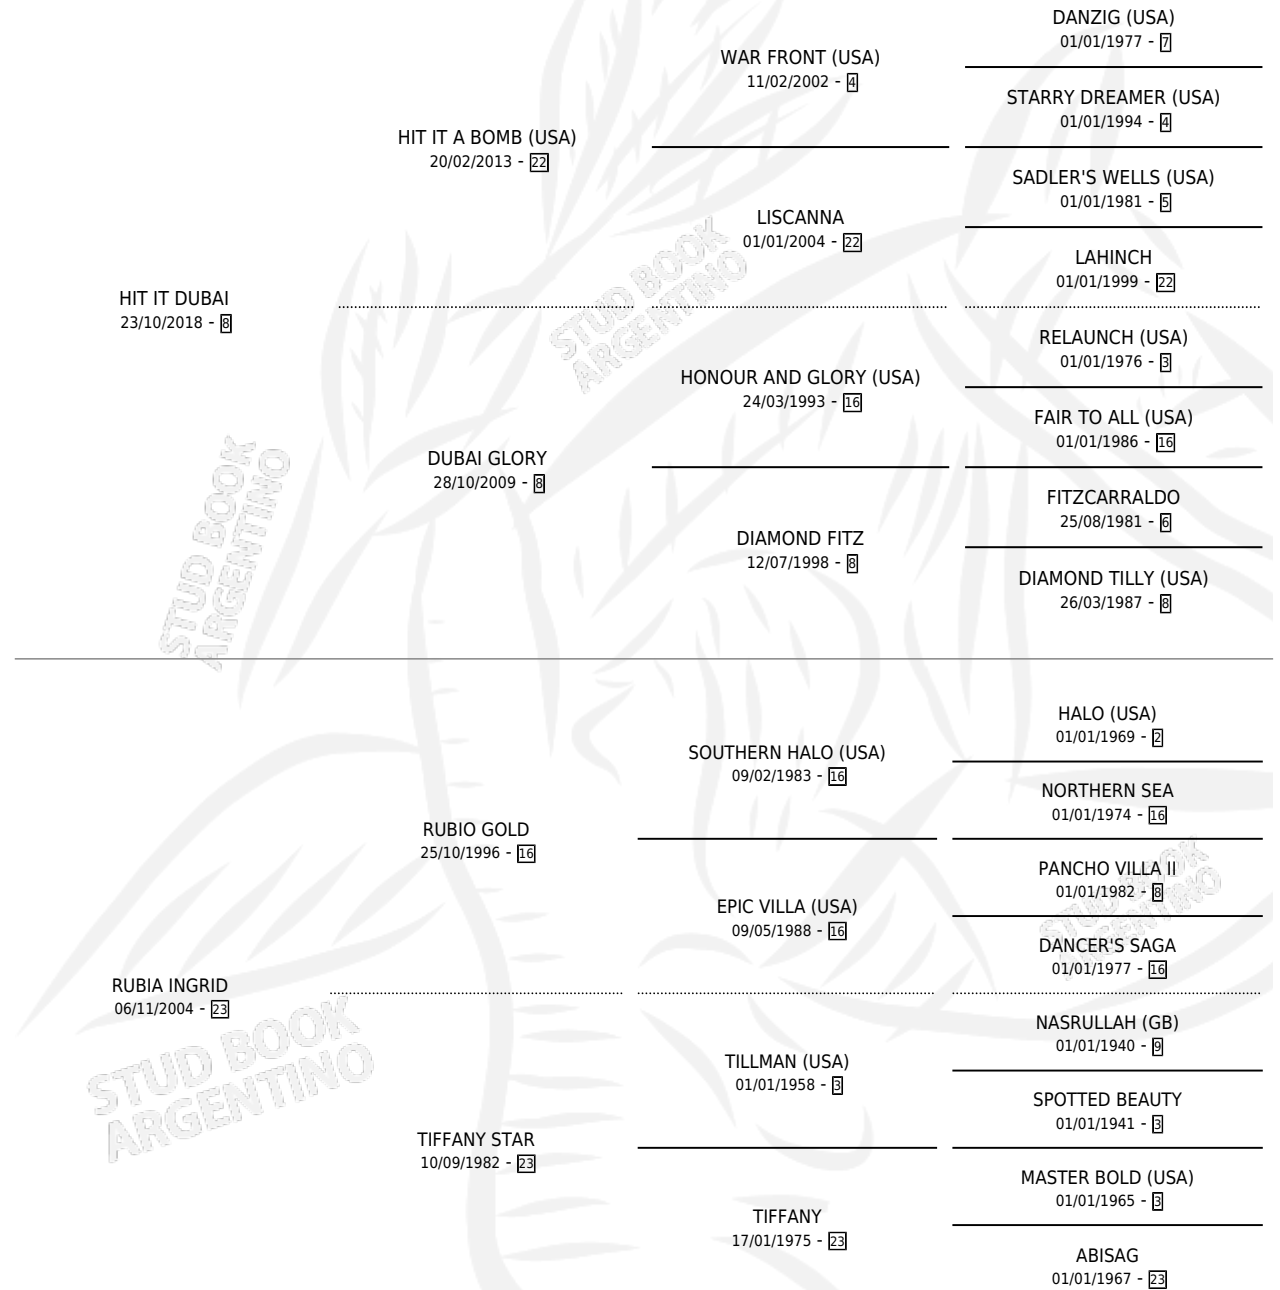 DANZIG (USA)
01/01/1977 - 7
WAR FRONT (USA)
11/02/2002 - 4
STARRY DREAMER (USA)
01/01/1994 - 4
HIT IT A BOMB (USA)
20/02/2013 - 22
SADLER'S WELLS (USA)
01/01/1981 - 5
LISCANNA
01/01/2004 - 22
LAHINCH
01/01/1999 - 22
HIT IT DUBAI
23/10/2018 - 8
STUD BOOK
ARGENTINO
RELAUNCH (USA)
01/01/1976 - 3
HONOUR AND GLORY (USA)
24/03/1993 - 16
FAIR TO ALL (USA)
01/01/1986 - 16
DUBAI GLORY
28/10/2009 - 8
FITZCARRALDO
25/08/1981 - 6
DIAMOND FITZ
12/07/1998 - 8
DIAMOND TILLY (USA)
26/03/1987 - 8
STUD BOOK
ARGENTINO
HALO (USA)
01/01/1969 - 2
SOUTHERN HALO (USA)
09/02/1983 - 16
NORTHERN SEA
01/01/1974 - 16
RUBIO GOLD
25/10/1996 - 16
PANCHO VILLA II
01/01/1982 - 8
EPIC VILLA (USA)
09/05/1988 - 16
DANCER'S SAGA
01/01/1977 - 16
STUD BOOK
ARGENTINO
RUBIA INGRID
06/11/2004 - 23
NASRULLAH (GB)
01/01/1940 - 9
TILLMAN (USA)
01/01/1958 - 3
SPOTTED BEAUTY
01/01/1941 - 3
STUD BOOK
ARGENTINO
TIFFANY STAR
10/09/1982 - 23
MASTER BOLD (USA)
01/01/1965 - 3
TIFFANY
17/01/1975 - 23
ABISAG
01/01/1967 - 23